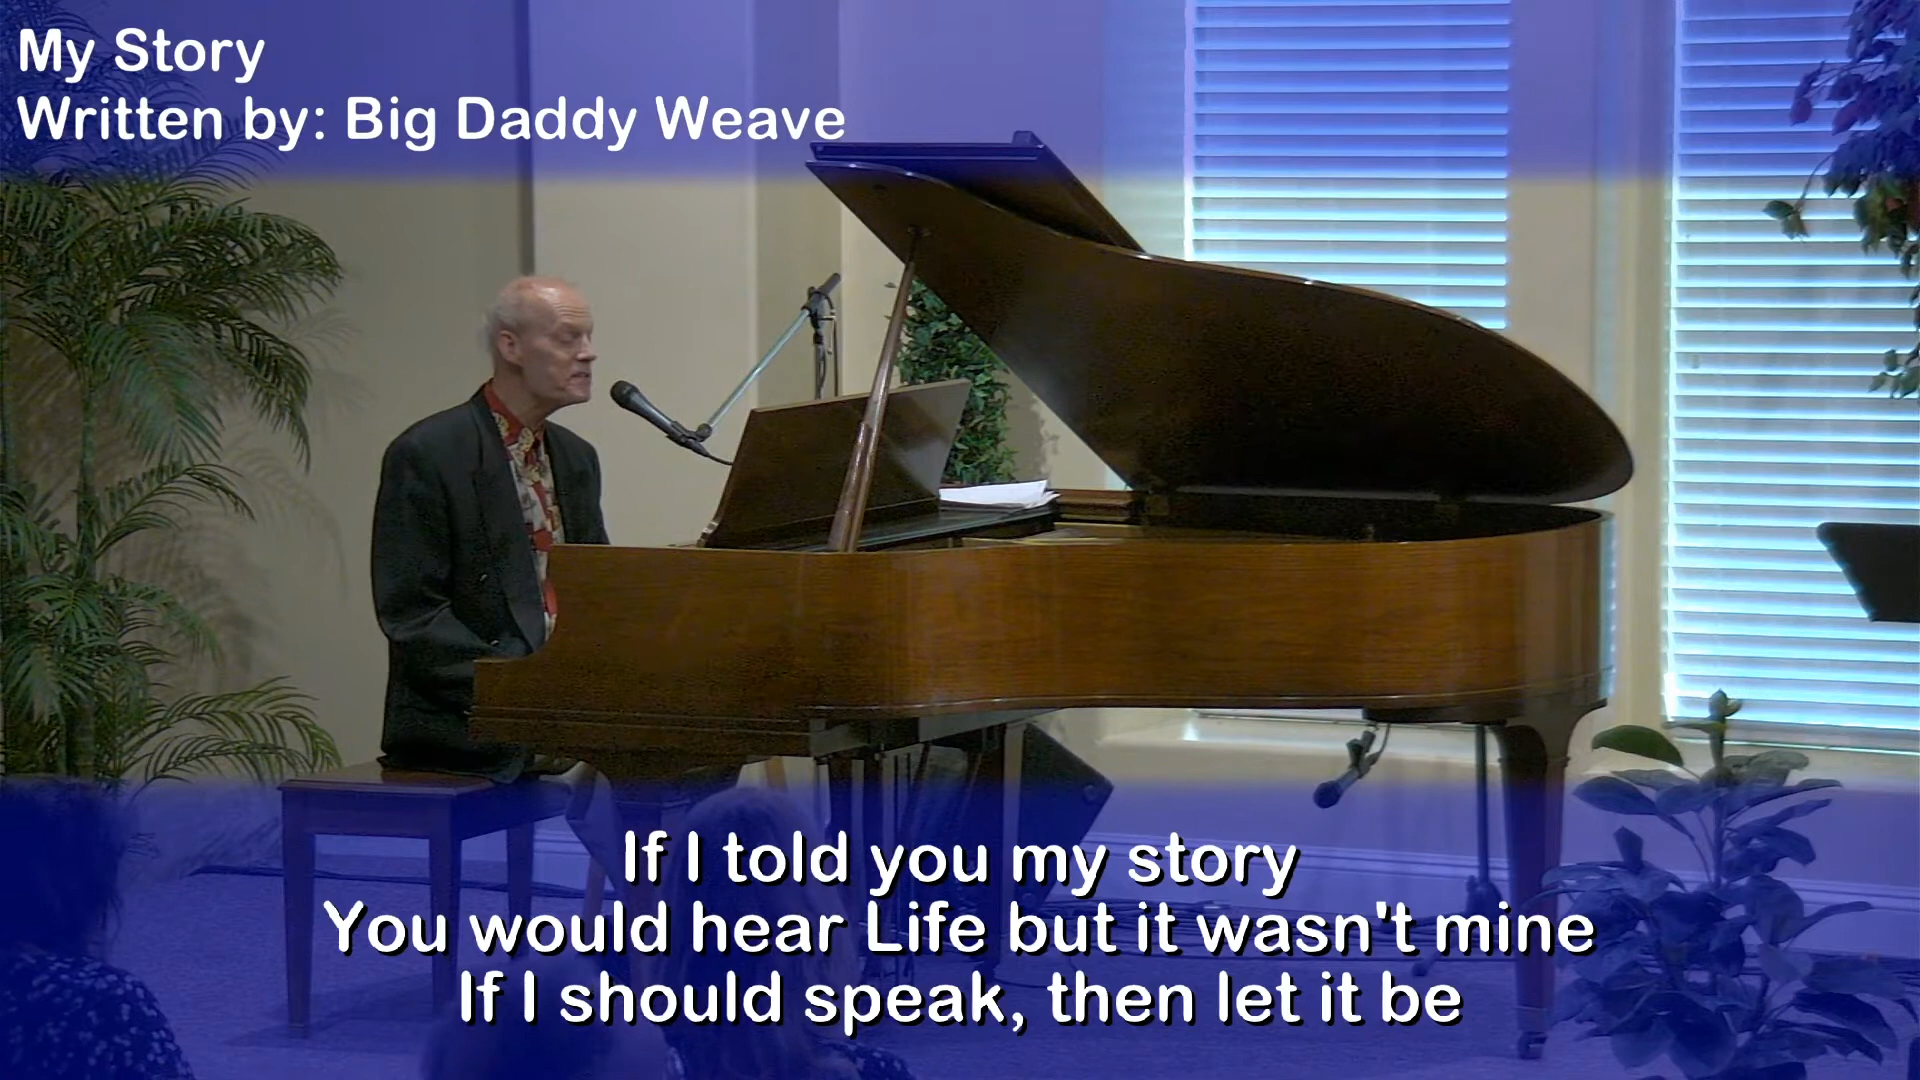 My Story
Written by: Big Daddy Weave
If I told you my story
You would hear Life but it wasn't mine
If I should speak, then let it be